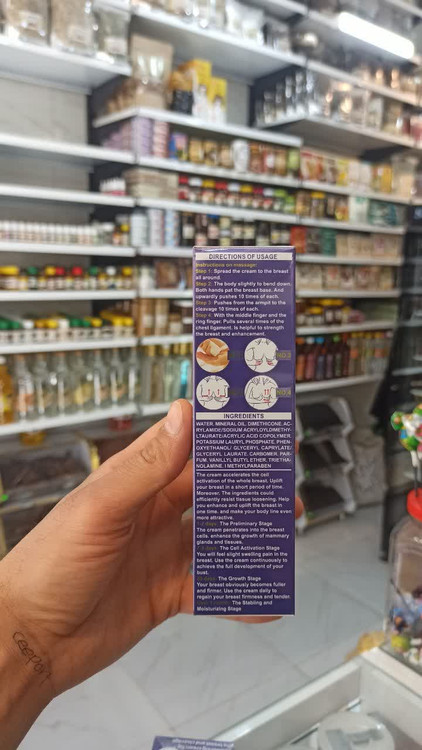 DIRECTIONS OF USAGE
Instructions on massage:
Step 1: Spread the cream to the breast
all around.
Step 2: The body slightly to bend down.
Both hands pat the breast base. And
upwardly pushes 10 times of each.
Step 3: Pushes from the armpit to the
cleavage 10 times of each.
Step 4: With the middle finger and the
ring finger. Pulls several times of the
chest ligament. Is helpful to strength
the breast and enhancement.
INGREDIENTS
WATER, MINERAL OIL, DIMETHICONE, AC-
RYLAMIDE/SODIUM ACRYLOYLDIMETHY-
LTAURATE/ACRYLIC ACID COPOLYMER,
POTASSIUM LAURYL PHOSPHATE, PHEN-
OXYETHANOL/ GLYCERYL CAPRYLATE/
GLYCERYL LAURATE, CARBOMER, PAR-
FUM, VANILLYL BUTYL ETHER, TRIETHA-
NOLAMINE, I METHYLPARABEN
The cream accelerates the cell
activation of the whole breast. Uplift
your breast in a short period of time.
Moreover. The ingredients could
efficiently resist tissue loosening. Help
you enhance and uplift the breast in
one time, and make your body line even
more attractive.
The Preliminary Stage
The cream penetrates into the breast
cells, enhance the growth of mammary
glands and tissues.
The Cell Activation Stage
You will feel slight swelling pain in the
breast. Use the cream continuously to
achieve the full development of your
bust.
The Growth Stage
Your breast obviously becomes fuller
and firmer. Use the cream daily to
regain your breast firmness and tender.
The Stabling and
Moisturizing Stage